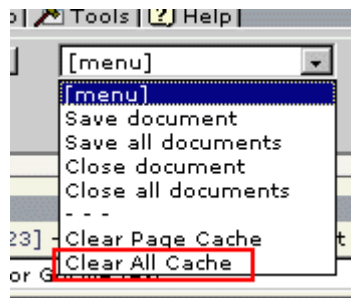 Tools | Help |
[menu]
[menu]
Save document
Save all documents
Close document
Close all documents
- - -
23] - Clear Page Cache t
Clear All Cache
or G